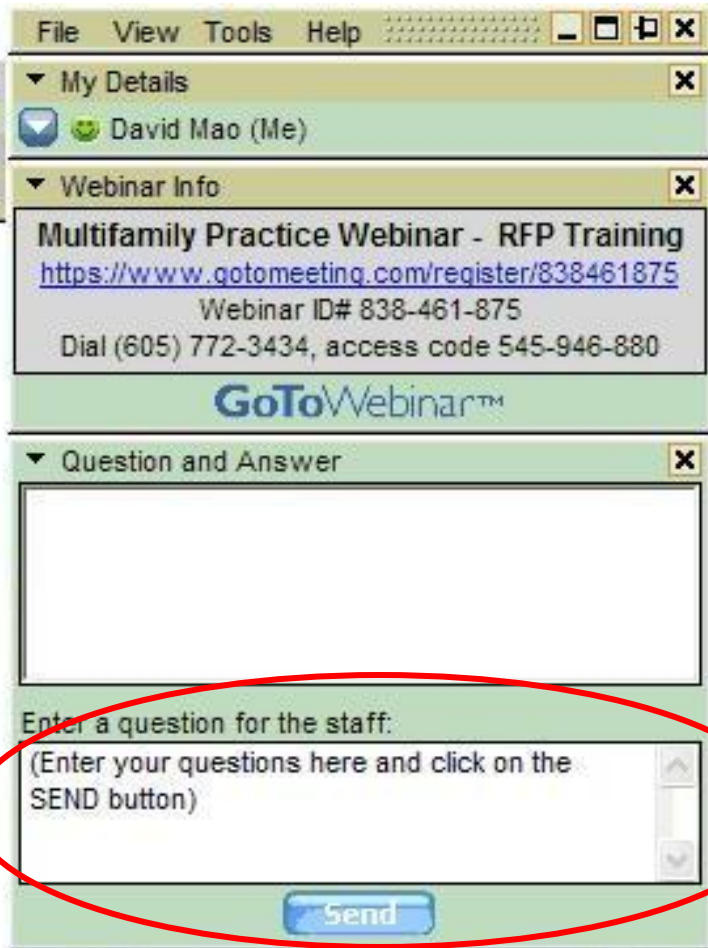 File View Tools Help
My Details
David Mao (Me)
Webinar Info
Multifamily Practice Webinar - RFP Training
https://www.gotomeeting.com/register/838461875
Webinar ID# 838-461-875
Dial (605) 772-3434, access code 545-946-880
GoToWebinar™
Question and Answer
Enter a question for the staff:
(Enter your questions here and click on the
SEND button)
Send